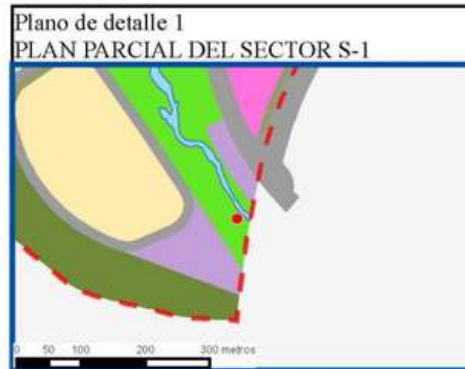 Plano de detalle 1
PLAN PARCIAL DEL SECTOR S-1
0 50 100 200 300 metros